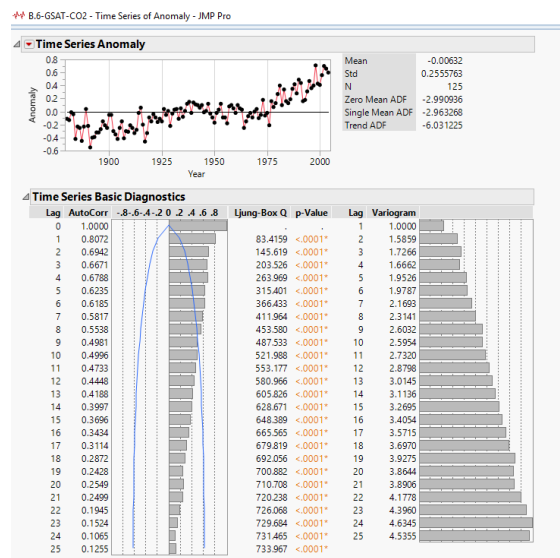 B.6-GSAT-CO2 - Time Series of Anomaly - JMP Pro
Time Series Anomaly
0.8
0.6
0.4
0.2
0.0
-0.2
-0.4
-0.6
Anomaly
1900 1925 1950 1975 2000
Year
Mean -0.00632
Std 0.2555763
N 125
Zero Mean ADF -2.990936
Single Mean ADF -2.963268
Trend ADF -6.031225
Time Series Basic Diagnostics
Lag AutoCorr -.8-.6-.4-.2 0 .2 .4 .6 .8 Ljung-Box Q p-Value Lag Variogram
0 1.0000 . . 1 1.0000
1 0.8072 83.4159 <.0001* 2 1.5859
2 0.6942 145.619 <.0001* 3 1.7266
3 0.6671 203.526 <.0001* 4 1.6662
4 0.6788 263.969 <.0001* 5 1.9526
5 0.6235 315.401 <.0001* 6 1.9787
6 0.6185 366.433 <.0001* 7 2.1693
7 0.5817 411.964 <.0001* 8 2.3141
8 0.5538 453.580 <.0001* 9 2.6032
9 0.4981 487.533 <.0001* 10 2.5954
10 0.4996 521.988 <.0001* 11 2.7320
11 0.4733 553.177 <.0001* 12 2.8798
12 0.4448 580.966 <.0001* 13 3.0145
13 0.4188 605.826 <.0001* 14 3.1136
14 0.3997 628.671 <.0001* 15 3.2695
15 0.3696 648.389 <.0001* 16 3.4054
16 0.3434 665.565 <.0001* 17 3.5715
17 0.3114 679.819 <.0001* 18 3.6970
18 0.2872 692.056 <.0001* 19 3.9275
19 0.2428 700.882 <.0001* 20 3.8644
20 0.2549 710.708 <.0001* 21 3.8906
21 0.2499 720.238 <.0001* 22 4.1778
22 0.1945 726.068 <.0001* 23 4.3960
23 0.1524 729.684 <.0001* 24 4.6345
24 0.1065 731.465 <.0001* 25 4.5355
25 0.1255 733.967 <.0001*